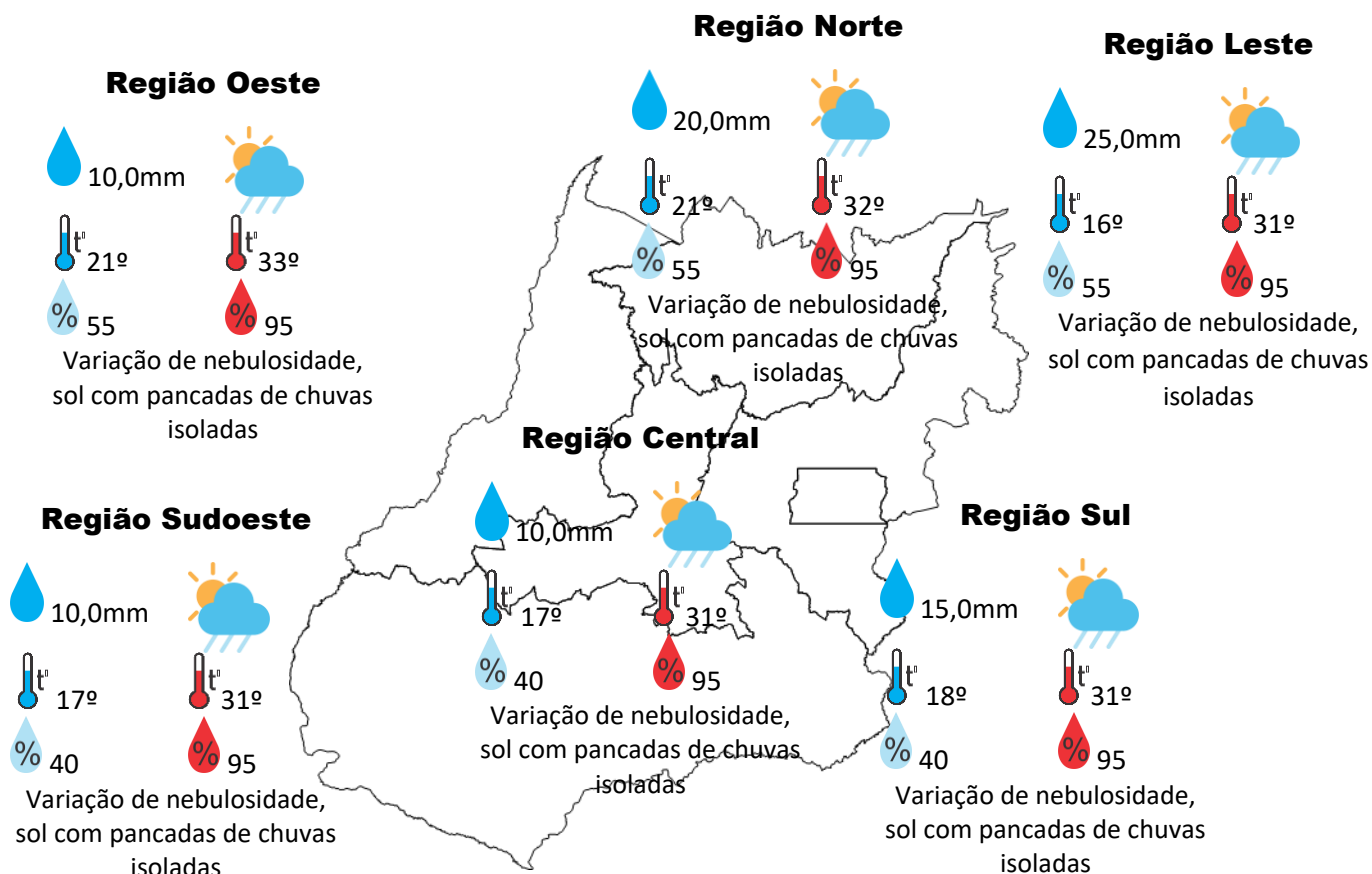 Região Norte
20,0mm
t°
21º
t°
32º
%
55
%
95
Variação de nebulosidade,
sol com pancadas de chuvas
isoladas
Região Leste
25,0mm
t°
16º
t°
31º
%
55
%
95
Variação de nebulosidade,
sol com pancadas de chuvas
isoladas
Região Oeste
10,0mm
t°
21º
t°
33º
%
55
%
95
Variação de nebulosidade,
sol com pancadas de chuvas
isoladas
Região Central
10,0mm
t°
17º
t°
31º
%
40
%
95
Variação de nebulosidade,
sol com pancadas de chuvas
isoladas
Região Sudoeste
10,0mm
t°
17º
t°
31º
%
40
%
95
Variação de nebulosidade,
sol com pancadas de chuvas
isoladas
Região Sul
15,0mm
t°
18º
t°
31º
%
40
%
95
Variação de nebulosidade,
sol com pancadas de chuvas
isoladas